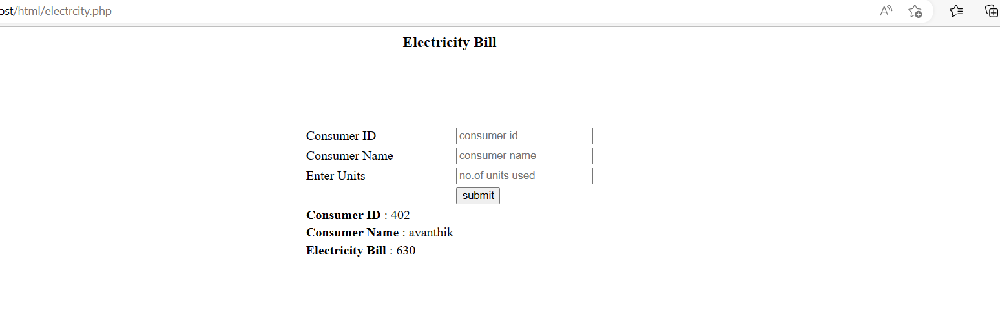 ost/html/electrcity.php
Electricity Bill
Consumer ID consumer id
Consumer Name consumer name
Enter Units no.of units used
submit
Consumer ID : 402
Consumer Name : avanthik
Electricity Bill : 630